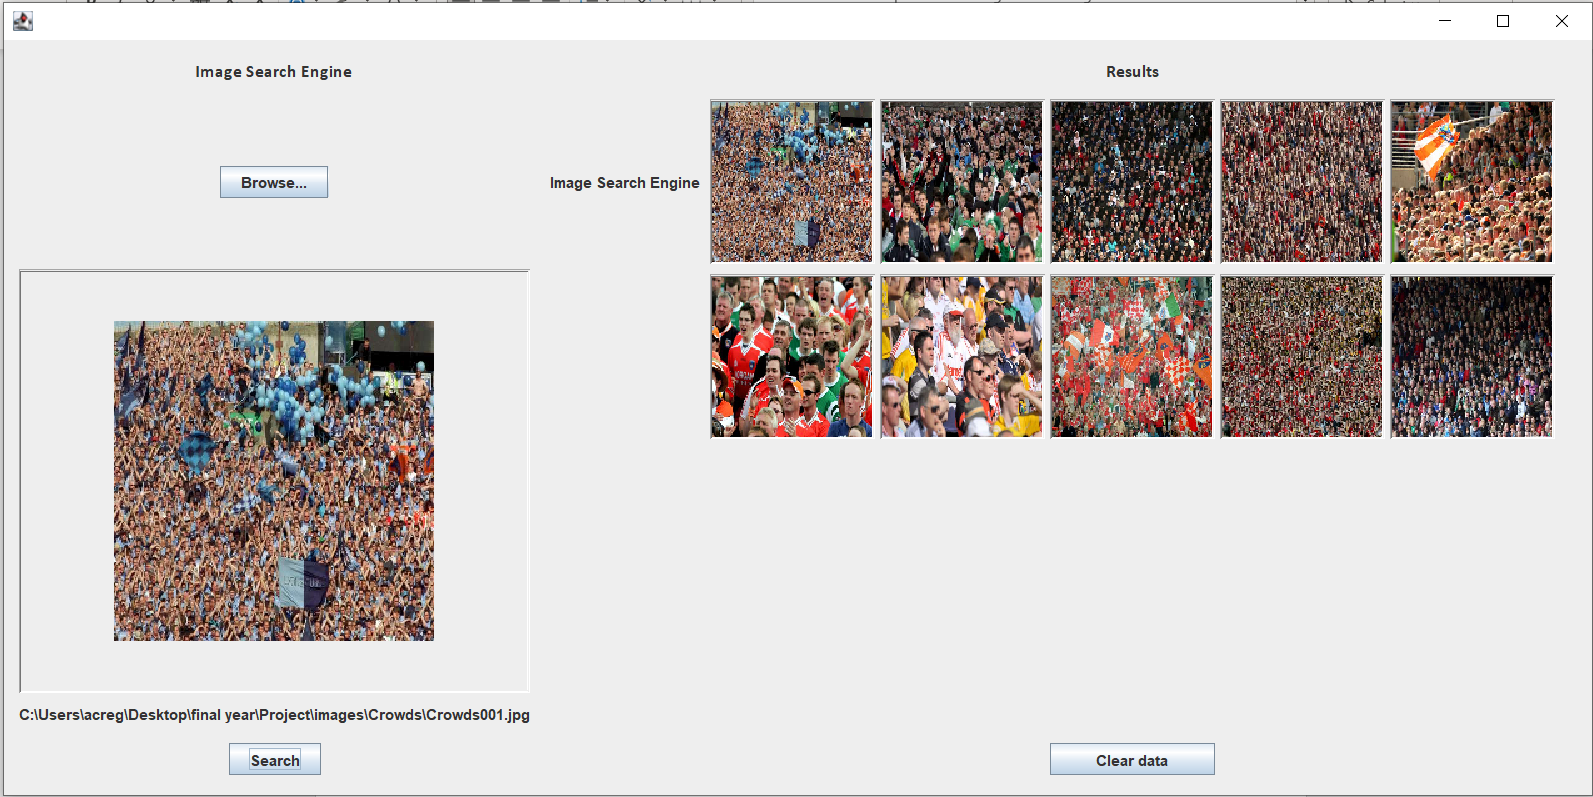 Image Search Engine
Browse...
C:\Users\acreg\Desktop\final year\Project\images\Crowds\Crowds001.jpg
Search
Image Search Engine
Results
Clear data